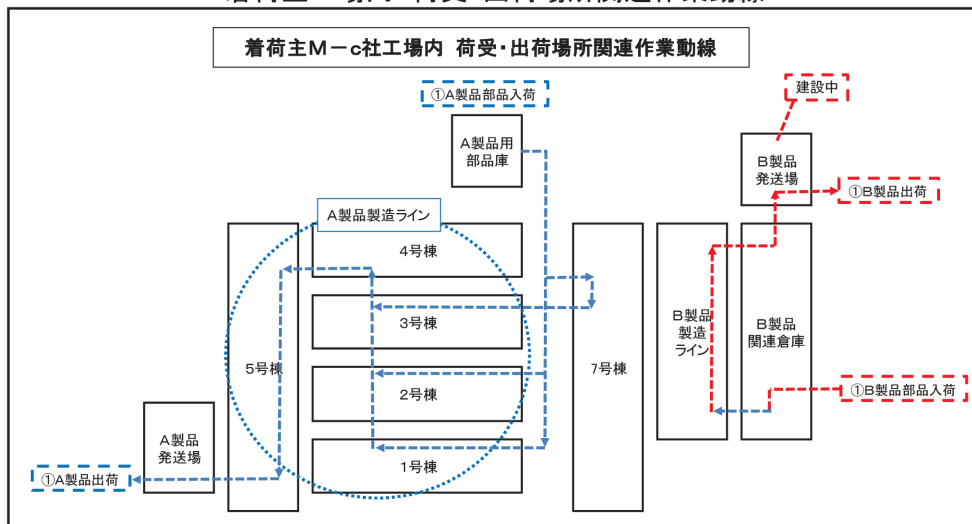 着荷主M－c社工場内 荷受・出荷場所関連作業動線
①A製品部品入荷
建設中
A製品用
部品庫
B製品
発送場
①B製品出荷
A製品製造ライン
4号棟
3号棟
B製品
製造
ライン
B製品
関連倉庫
5号棟
7号棟
2号棟
①B製品部品入荷
A製品
発送場
1号棟
①A製品出荷